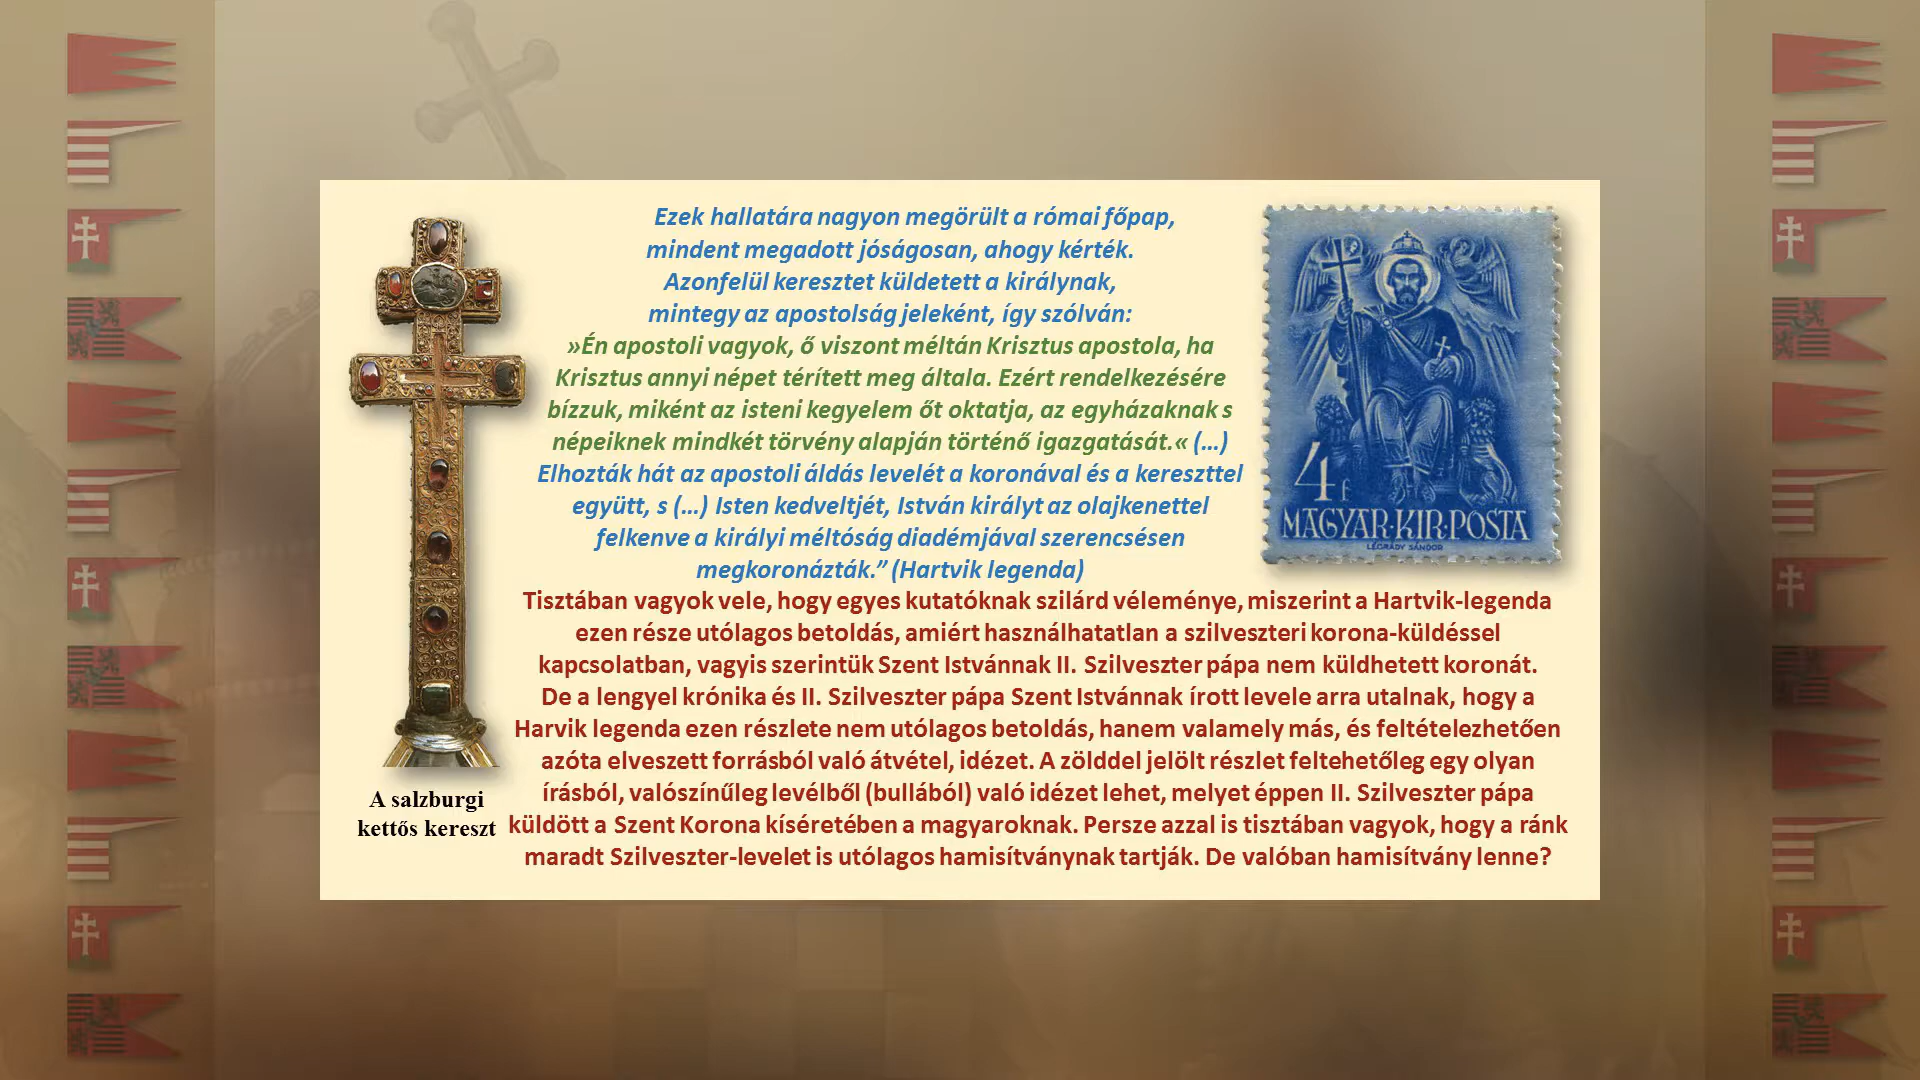 Ezek hallatára nagyon megörült a római főpap,
mindent megadott jóságosan, ahogy kérték.
Azonfelül keresztet küldetett a királynak,
mintegy az apostolság jeleként, így szólván:
»Én apostoli vagyok, ő viszont méltán Krisztus apostola, ha
Krisztus annyi népet térített meg általa. Ezért rendelkezésére
bízzuk, miként az isteni kegyelem őt oktatja, az egyházaknak s
népeiknek mindkét törvény alapján történő igazgatását.« (...)
Elhozták hát az apostoli áldás levelét a koronával és a kereszttel
együtt, s (...) Isten kedveltjét, István királyt az olajkenettel
felkenve a királyi méltóság diadémjával szerencsésen
megkoronázták.” (Hartvik legenda)
4 f
MAGYAR·KIR·POSTA
LÉGRÁDY SÁNDOR
Tisztában vagyok vele, hogy egyes kutatóknak szilárd véleménye, miszerint a Hartvik-legenda
ezen része utólagos betoldás, amiért használhatatlan a szilveszteri korona-küldéssel
kapcsolatban, vagyis szerintük Szent Istvánnak II. Szilveszter pápa nem küldhetett koronát.
De a lengyel krónika és II. Szilveszter pápa Szent Istvánnak írott levele arra utalnak, hogy a
Harvik legenda ezen részlete nem utólagos betoldás, hanem valamely más, és feltételezhetően
azóta elveszett forrásból való átvétel, idézet. A zölddel jelölt részlet feltehetőleg egy olyan
írásból, valószínűleg levélből (bullából) való idézet lehet, melyet éppen II. Szilveszter pápa
küldött a Szent Korona kíséretében a magyaroknak. Persze azzal is tisztában vagyok, hogy a ránk
maradt Szilveszter-levelet is utólagos hamisítványnak tartják. De valóban hamisítvány lenne?
A salzburgi
kettős kereszt